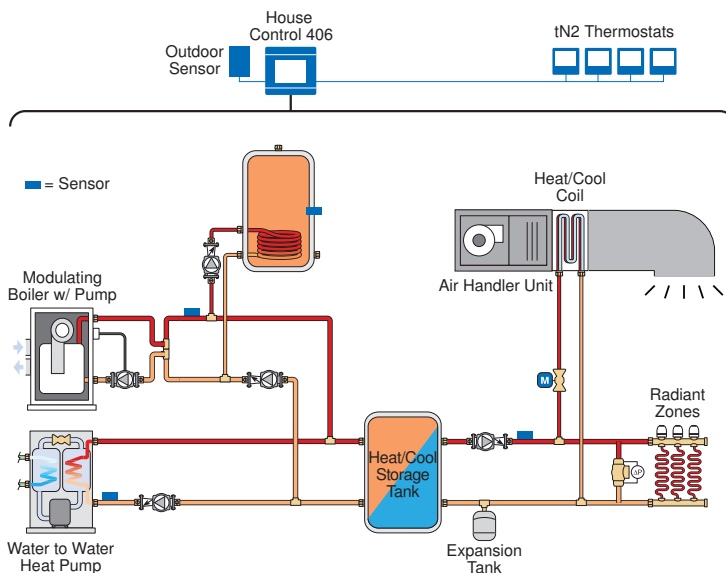 House
Control 406
Outdoor
Sensor
tN2 Thermostats
= Sensor
Heat/Cool
Coil
Modulating
Boiler w/ Pump
Air Handler Unit
M
Radiant
Zones
Heat/Cool
Storage
Tank
ΔP
Water to Water
Heat Pump
Expansion
Tank